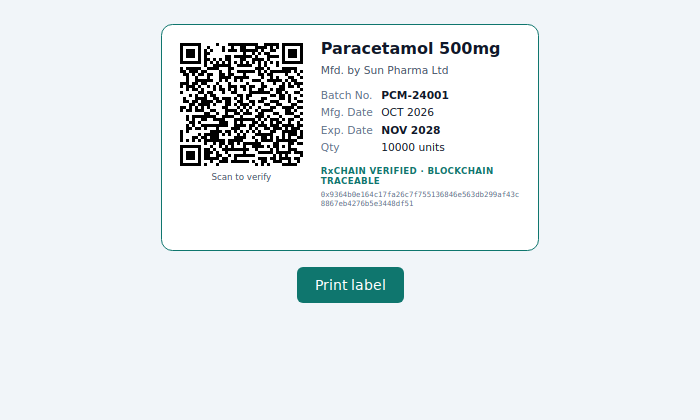 Paracetamol 500mg
Mfd. by Sun Pharma Ltd
Batch No. PCM-24001
Mfg. Date OCT 2026
Exp. Date NOV 2028
Qty 10000 units
RxCHAIN VERIFIED · BLOCKCHAIN
TRACEABLE
0x9364b0e164c17fa26c7f755136846e563db299af43c
8867eb4276b5e3448df51
Scan to verify
Print label